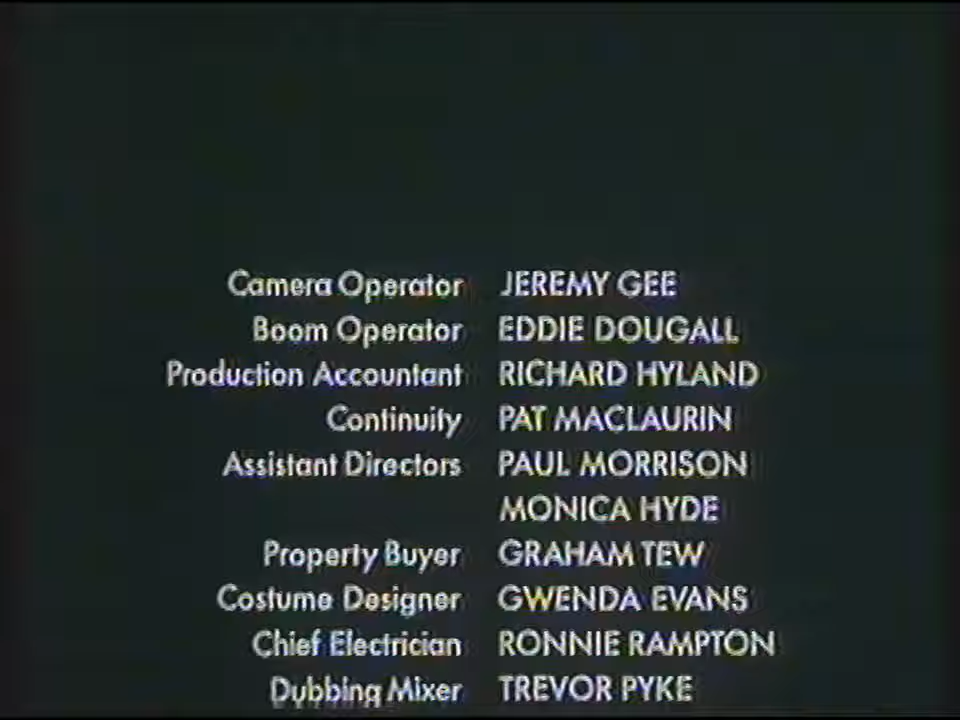 Camera Operator JEREMY GEE
Boom Operator EDDIE DOUGALL
Production Accountant RICHARD HYLAND
Continuity PAT MACLAURIN
Assistant Directors PAUL MORRISON
MONICA HYDE
Property Buyer GRAHAM TEW
Costume Designer GWENDA EVANS
Chief Electrician RONNIE RAMPTON
Dubbing Mixer TREVOR PYKE